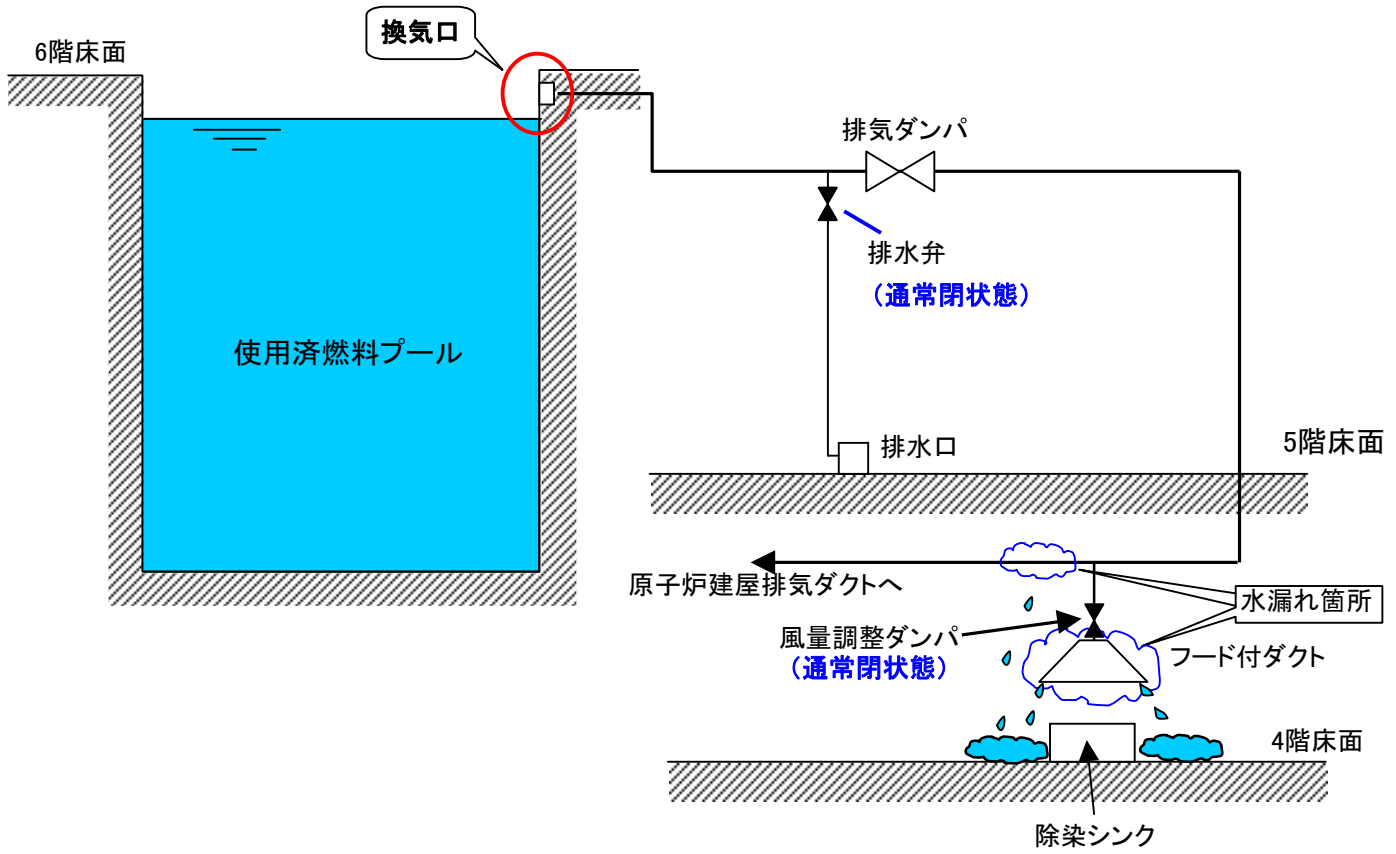 換気口
6階床面
排気ダンパ
排水弁
（通常閉状態）
使用済燃料プール
排水口
5階床面
原子炉建屋排気ダクトへ
水漏れ箇所
風量調整ダンパ
（通常閉状態）
フード付ダクト
4階床面
除染シンク